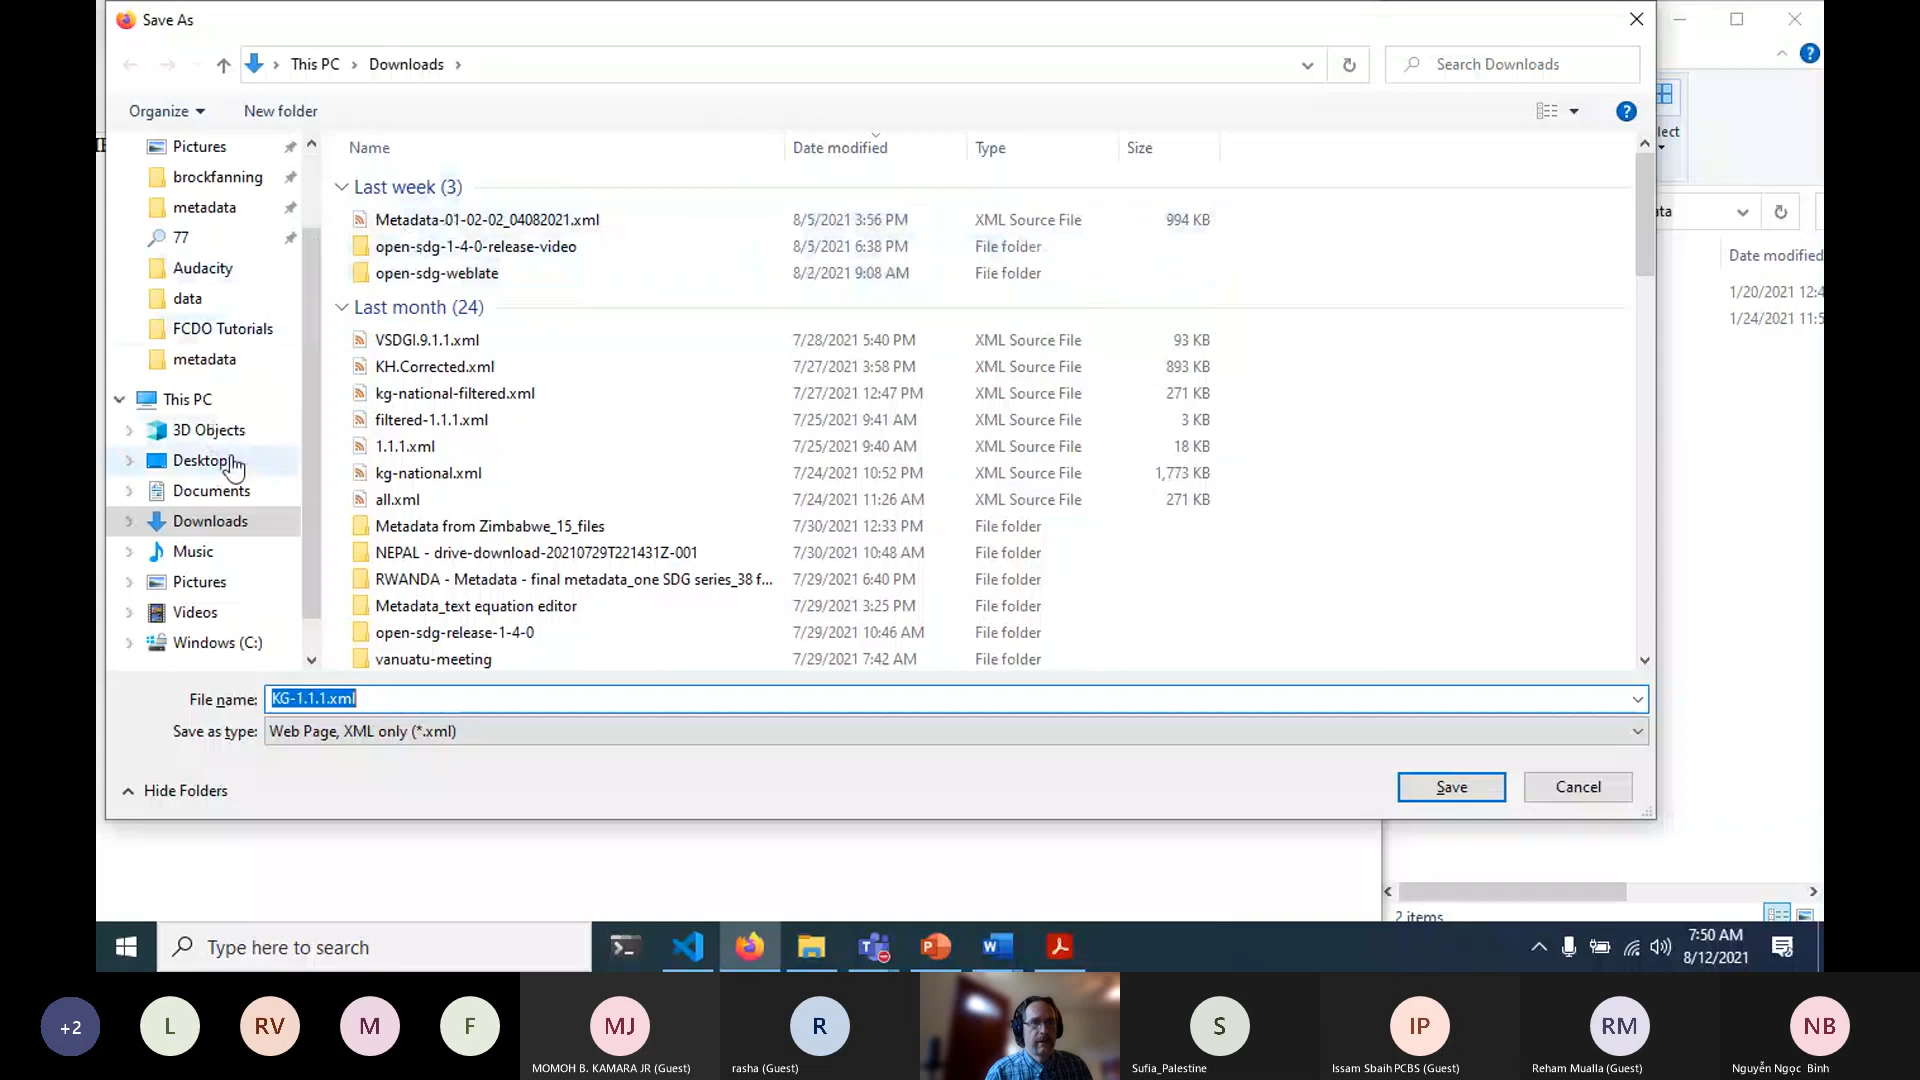 Save As
This PC > Downloads >
Search Downloads
Organize
New folder
Name
Date modified
Type
Size
Pictures
brockfanning
metadata
77
Audacity
data
FCDO Tutorials
metadata
This PC
3D Objects
Desktop
Documents
Downloads
Music
Pictures
Videos
Windows (C:)
Last week (3)
Metadata-01-02-02_04082021.xml 8/5/2021 3:56 PM XML Source File 994 KB
open-sdg-1-4-0-release-video 8/5/2021 6:38 PM File folder
open-sdg-weblate 8/2/2021 9:08 AM File folder
Last month (24)
VSDGI.9.1.1.xml 7/28/2021 5:40 PM XML Source File 93 KB
KH.Corrected.xml 7/27/2021 3:58 PM XML Source File 893 KB
kg-national-filtered.xml 7/27/2021 12:47 PM XML Source File 271 KB
filtered-1.1.1.xml 7/25/2021 9:41 AM XML Source File 3 KB
1.1.1.xml 7/25/2021 9:40 AM XML Source File 18 KB
kg-national.xml 7/24/2021 10:52 PM XML Source File 1,773 KB
all.xml 7/24/2021 11:26 AM XML Source File 271 KB
Metadata from Zimbabwe_15_files 7/30/2021 12:33 PM File folder
NEPAL - drive-download-20210729T221431Z-001 7/30/2021 10:48 AM File folder
RWANDA - Metadata - final metadata_one SDG series_38 f... 7/29/2021 6:40 PM File folder
Metadata_text equation editor 7/29/2021 3:25 PM File folder
open-sdg-release-1-4-0 7/29/2021 10:46 AM File folder
vanuatu-meeting 7/29/2021 7:42 AM File folder
File name: KG-1.1.1.xml
Save as type: Web Page, XML only (*.xml)
Hide Folders
Save
Cancel
lect
ata
Date modified
1/20/2021 12:4
1/24/2021 11:5
2 items
Type here to search
7:50 AM
8/12/2021
+2
L
RV
M
F
MJ
MOMOH B. KAMARA JR (Guest)
R
rasha (Guest)
S
Sufia_Palestine
IP
Issam Sbaih PCBS (Guest)
RM
Reham Mualla (Guest)
NB
Nguyễn Ngọc Bình